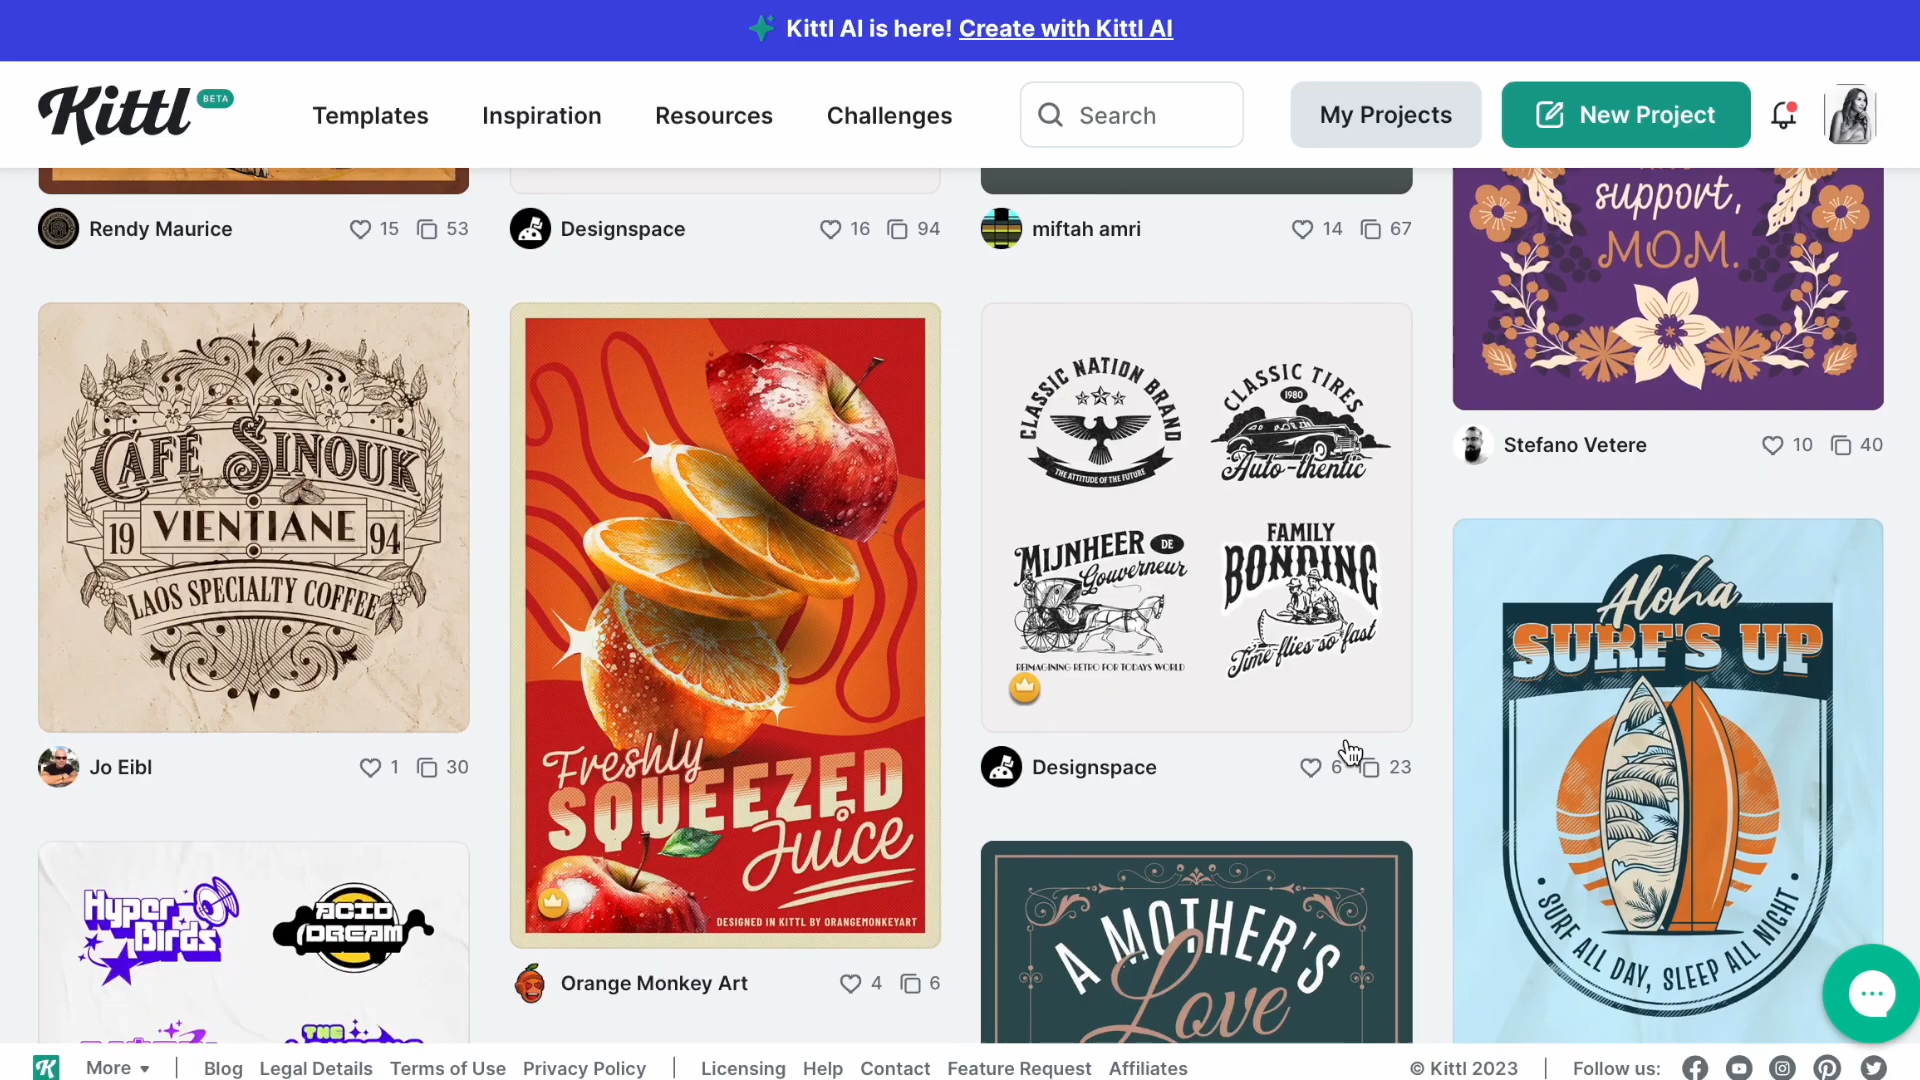 Kittl AI is here! Create with Kittl AI
Kittl BETA
Templates
Inspiration
Resources
Challenges
Search
My Projects
New Project
Rendy Maurice
15
53
Designspace
16
94
miftah amri
14
67
support,
MOM.
Stefano Vetere
10
40
CAFÉ SINOUK
19 VIENTIANE 94
LAOS SPECIALTY COFFEE
Jo Eibl
1
30
Freshly
SQUEEZED
Juice
DESIGNED IN KITTL BY ORANGEMONKEYART
Orange Monkey Art
4
6
CLASSIC NATION BRAND
THE ATTITUDE OF THE FUTURE
CLASSIC TIRES
1980
Auto-thentic
MIJNHEER DE
Gouverneur
REIMAGINING RETRO FOR TODAYS WORLD
FAMILY
BONDING
Time flies so fast
Designspace
6
23
Aloha
SURF'S UP
SURF ALL DAY, SLEEP ALL NIGHT
Hyper
Birds
ACID
DREAM
THE
A MOTHER'S
Love
K
More
Blog
Legal Details
Terms of Use
Privacy Policy
Licensing
Help
Contact
Feature Request
Affiliates
© Kittl 2023
Follow us: